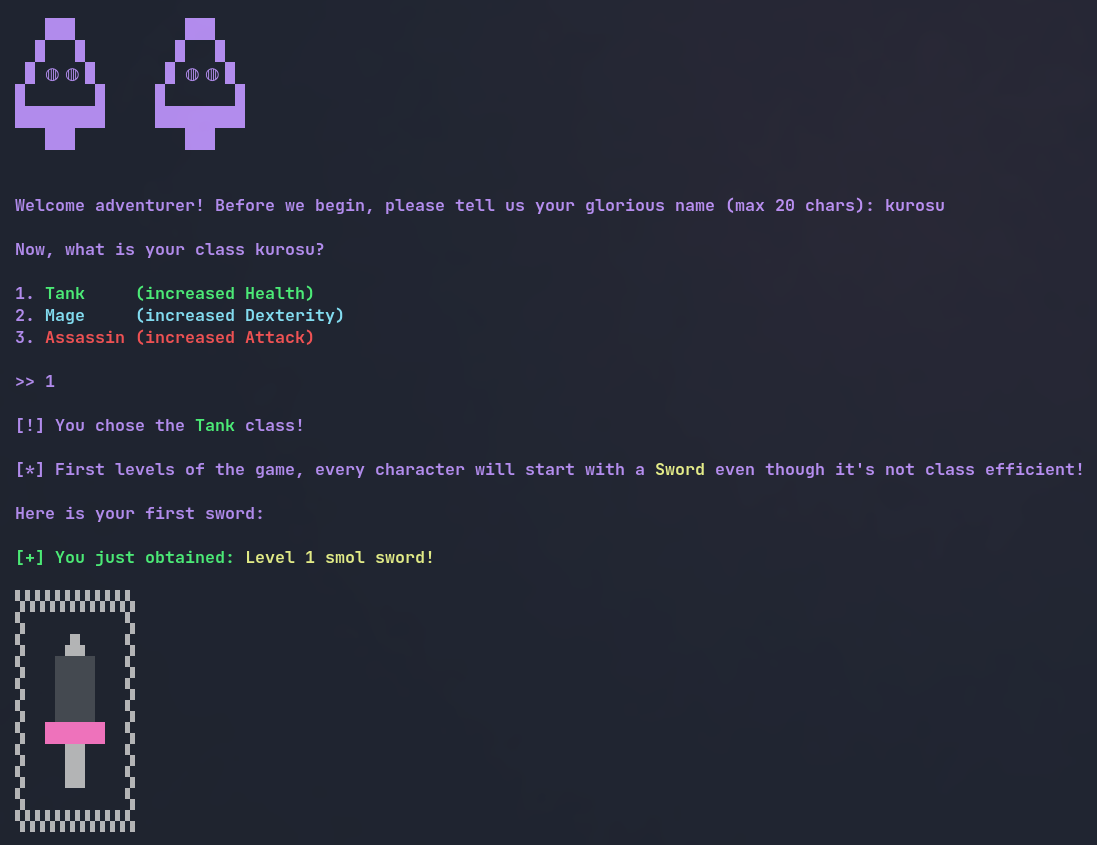 Welcome adventurer! Before we begin, please tell us your glorious name (max 20 chars): kurosu
Now, what is your class kurosu?
1. Tank     (increased Health)
2. Mage     (increased Dexterity)
3. Assassin (increased Attack)
>> 1
[!] You chose the Tank class!
[*] First levels of the game, every character will start with a Sword even though it's not class efficient!
Here is your first sword:
[+] You just obtained: Level 1 smol sword!